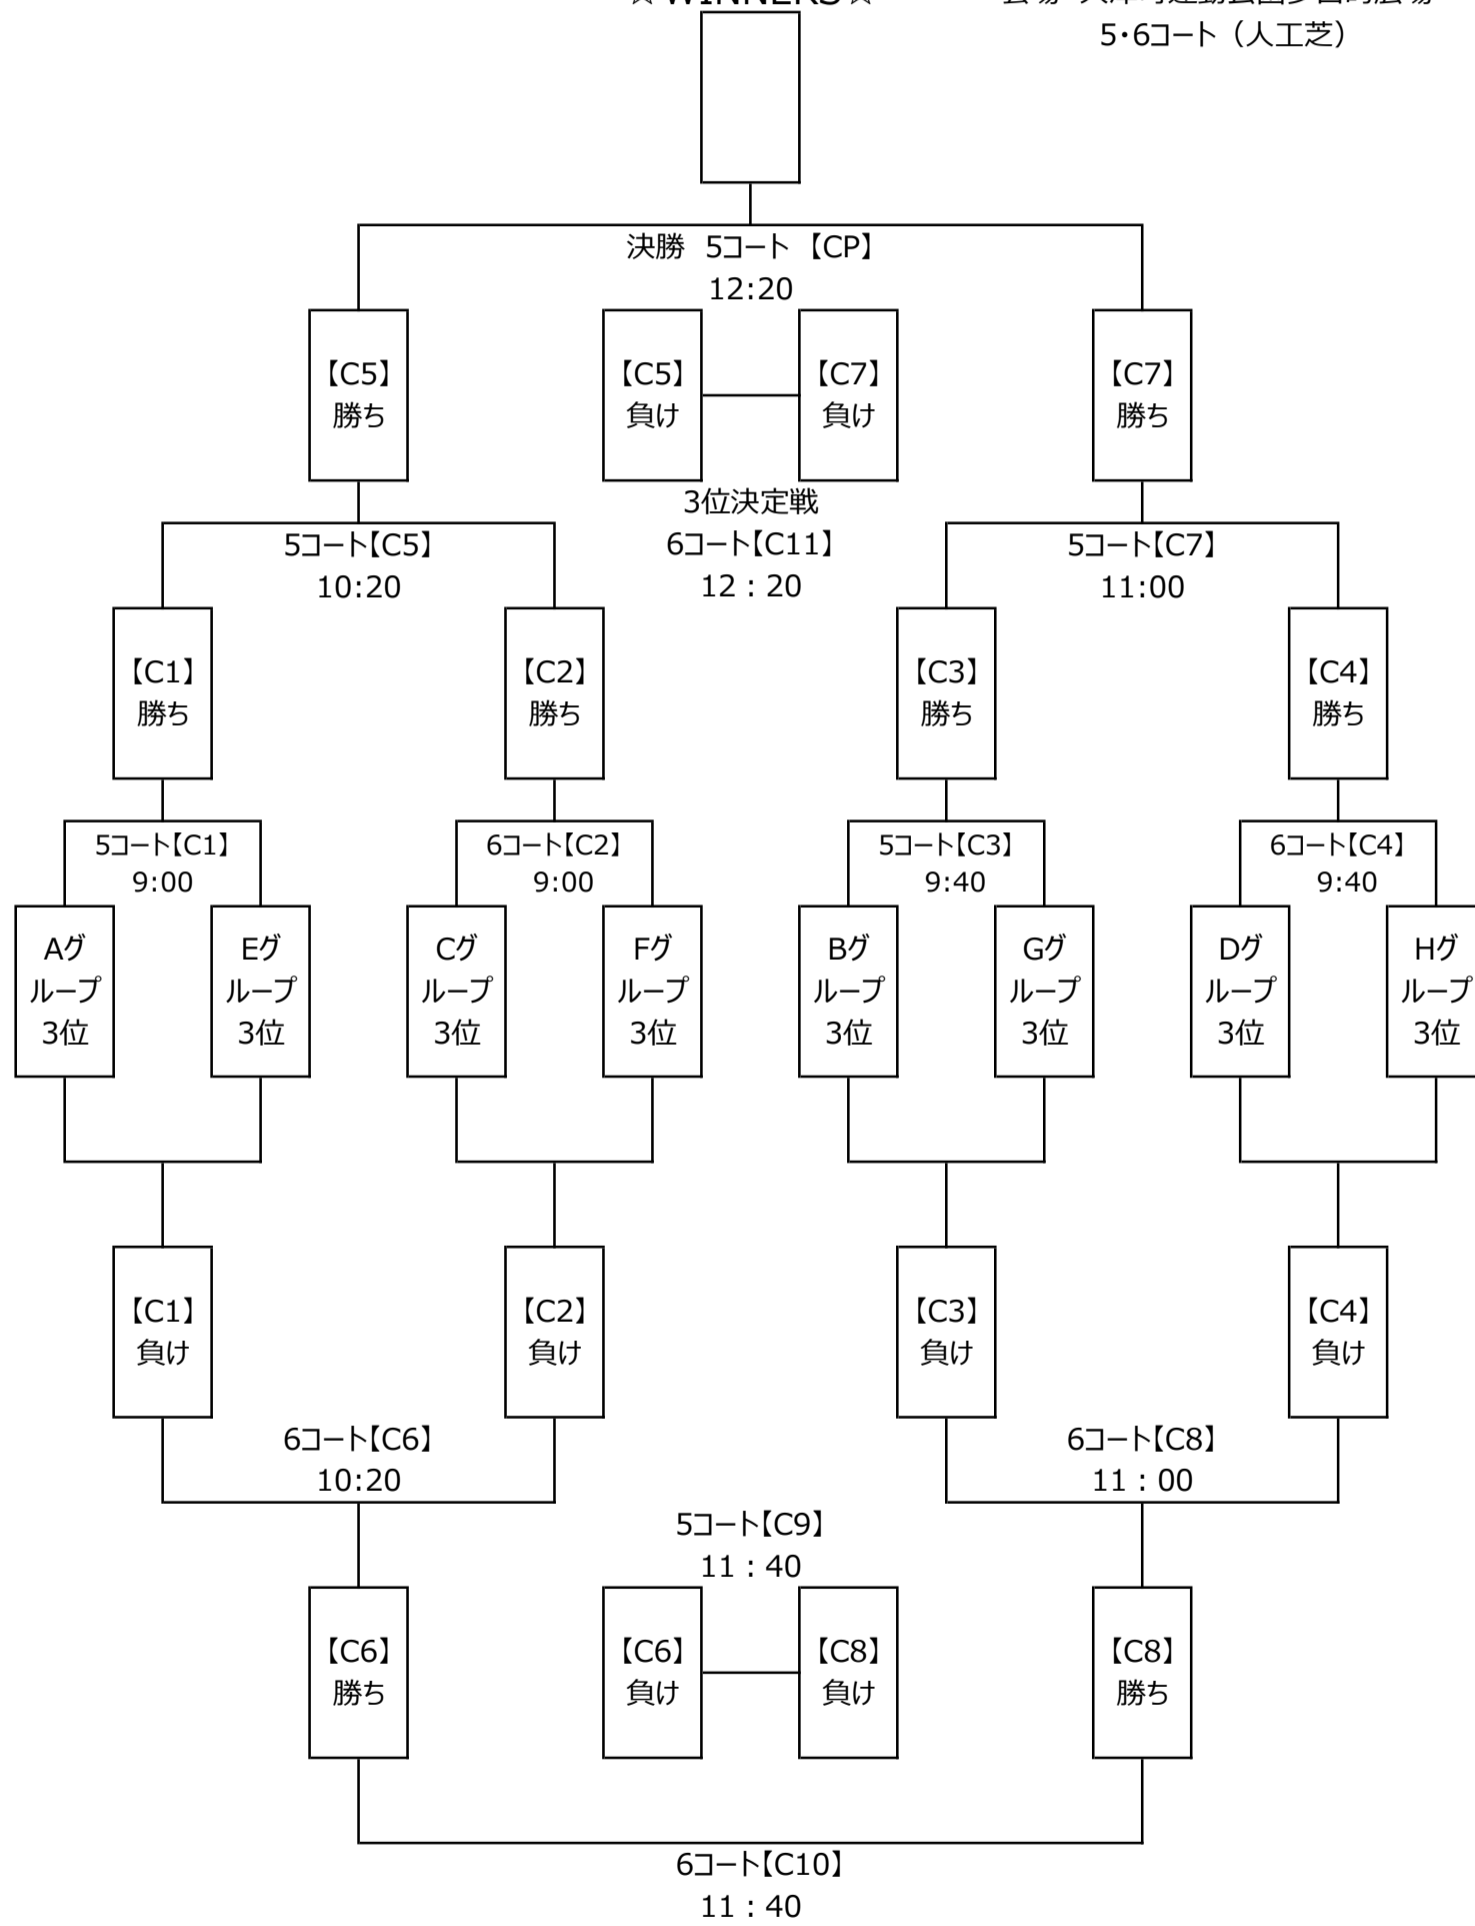 ☆ WINNERS ☆
5・6コート（人工芝）
決勝 5コート【CP】
12:20
【C5】
勝ち
【C5】
負け
【C7】
負け
【C7】
勝ち
3位決定戦
6コート【C11】
12：20
5コート【C5】
10:20
5コート【C7】
11:00
【C1】
勝ち
【C2】
勝ち
【C3】
勝ち
【C4】
勝ち
5コート【C1】
9:00
6コート【C2】
9:00
5コート【C3】
9:40
6コート【C4】
9:40
Aグ
ループ
3位
Eグ
ループ
3位
Cグ
ループ
3位
Fグ
ループ
3位
Bグ
ループ
3位
Gグ
ループ
3位
Dグ
ループ
3位
Hグ
ループ
3位
【C1】
負け
【C2】
負け
【C3】
負け
【C4】
負け
6コート【C6】
10:20
6コート【C8】
11：00
5コート【C9】
11：40
【C6】
勝ち
【C6】
負け
【C8】
負け
【C8】
勝ち
6コート【C10】
11：40